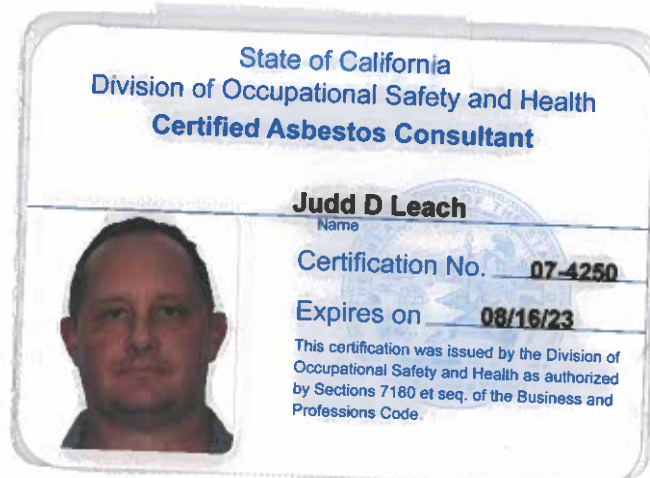 State of California
Division of Occupational Safety and Health
Certified Asbestos Consultant
Judd D Leach
Name
Certification No. 07-4250
Expires on 08/16/23
This certification was issued by the Division of
Occupational Safety and Health as authorized
by Sections 7180 et seq. of the Business and
Professions Code.